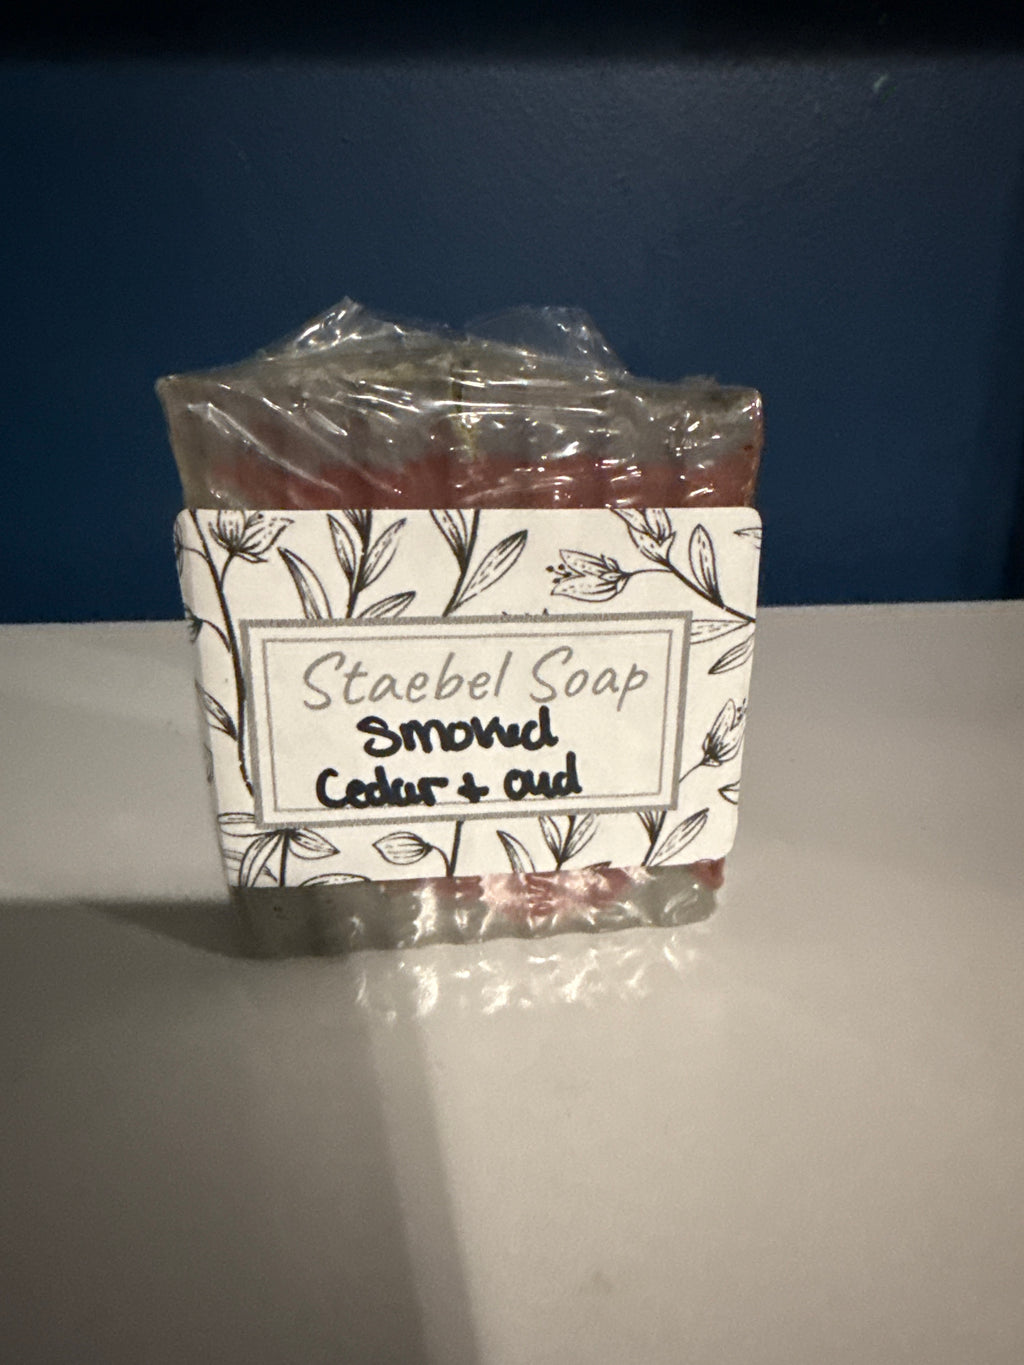 Staebel Soap
Smoked
Cedar + oud